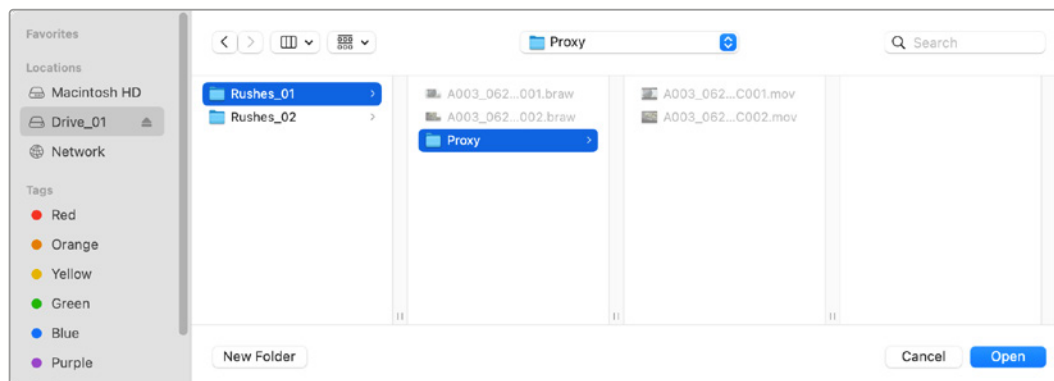 Favorites
Locations
Macintosh HD
Drive_01
Network
Tags
Red
Orange
Yellow
Green
Blue
Purple
Proxy
Search
Rushes_01
Rushes_02
A003_062...001.braw
A003_062...002.braw
Proxy
A003_062...C001.mov
A003_062...C002.mov
New Folder
Cancel
Open